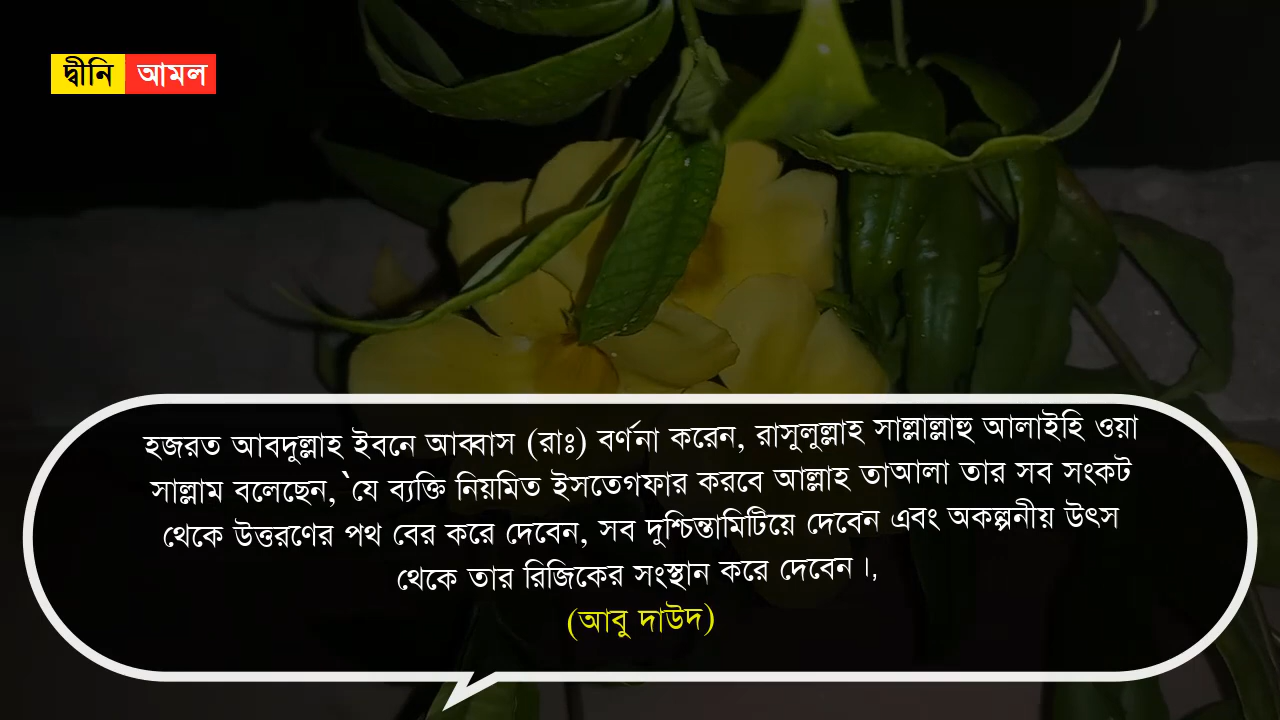 দ্বীনি আমল
হজরত আবদুল্লাহ ইবনে আব্বাস (রাঃ) বর্ণনা করেন, রাসুলুল্লাহ সাল্লাল্লাহু আলাইহি ওয়া
সাল্লাম বলেছেন, `যে ব্যক্তি নিয়মিত ইসতেগফার করবে আল্লাহ তাআলা তার সব সংকট
থেকে উত্তরণের পথ বের করে দেবেন, সব দুশ্চিন্তামিটিয়ে দেবেন এবং অকল্পনীয় উৎস
থেকে তার রিজিকের সংস্থান করে দেবেন।,
(আবু দাউদ)